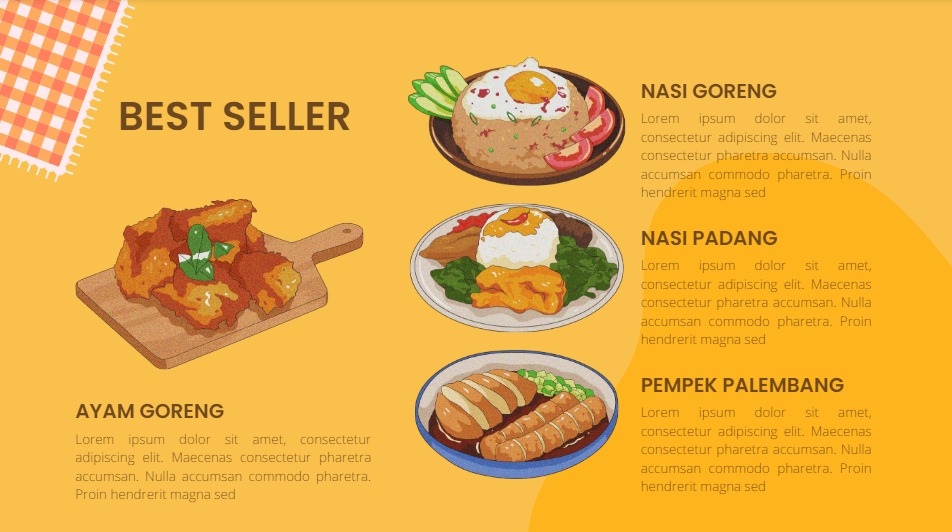 BEST SELLER
AYAM GORENG
Lorem ipsum dolor sit amet, consectetur
adipiscing elit. Maecenas consectetur pharetra
accumsan. Nulla accumsan commodo pharetra.
Proin hendrerit magna sed
NASI GORENG
Lorem ipsum dolor sit amet,
consectetur adipiscing elit. Maecenas
consectetur pharetra accumsan. Nulla
accumsan commodo pharetra. Proin
hendrerit magna sed
NASI PADANG
Lorem ipsum dolor sit amet,
consectetur adipiscing elit. Maecenas
consectetur pharetra accumsan. Nulla
accumsan commodo pharetra. Proin
hendrerit magna sed
PEMPEK PALEMBANG
Lorem ipsum dolor sit amet,
consectetur adipiscing elit. Maecenas
consectetur pharetra accumsan. Nulla
accumsan commodo pharetra. Proin
hendrerit magna sed